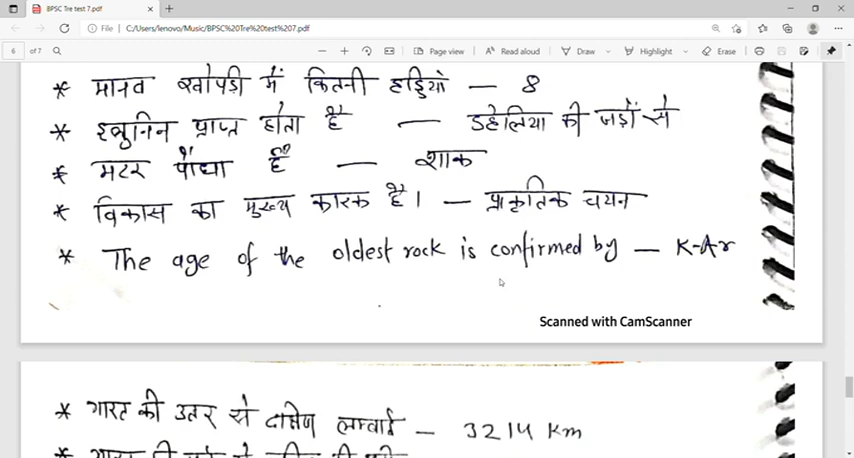 BPSC Tre test 7.pdf
File C:/Users/lenovo/Music/BPSC%20Tre%20test%207.pdf
6 of 7 Page view Read aloud Draw Highlight Erase
* मानव खोपड़ी में कितनी हड्डियाँ — 8
* इनुनिन प्राप्त होता है — डहेलिया की जड़ों से
* मटर पौधा है — शाक
* विकास का मुख्य कारक है। — प्राकृतिक चयन
* The age of the oldest rock is confirmed by — K-Ar
Scanned with CamScanner
* भारत की उतर से दक्षिण लम्बाई — 3214 Km